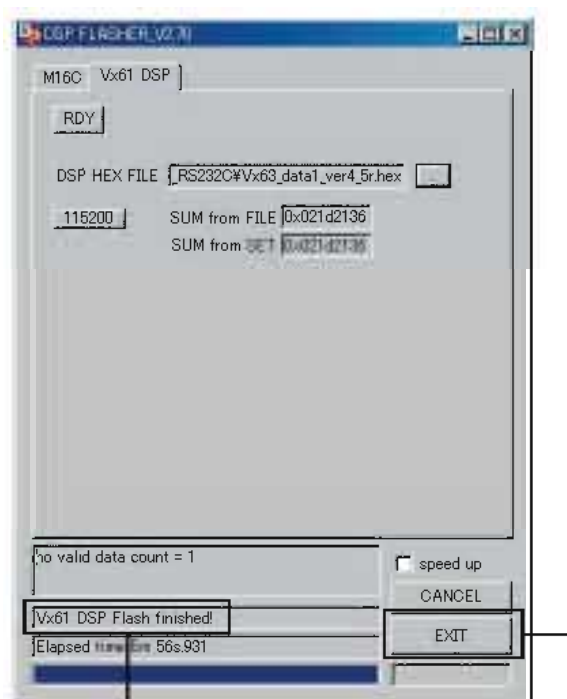 DSP FLASHER_V2.70
M16C Vx61 DSP
RDY
DSP HEX FILE _RS232C¥Vx63_data1_ver4_5r.hex ...
115200 SUM from FILE 0x021d2136
SUM from SET 0x021d2136
no valid data count = 1
speed up
CANCEL
Vx61 DSP Flash finished!
EXIT
Elapsed 56s.931